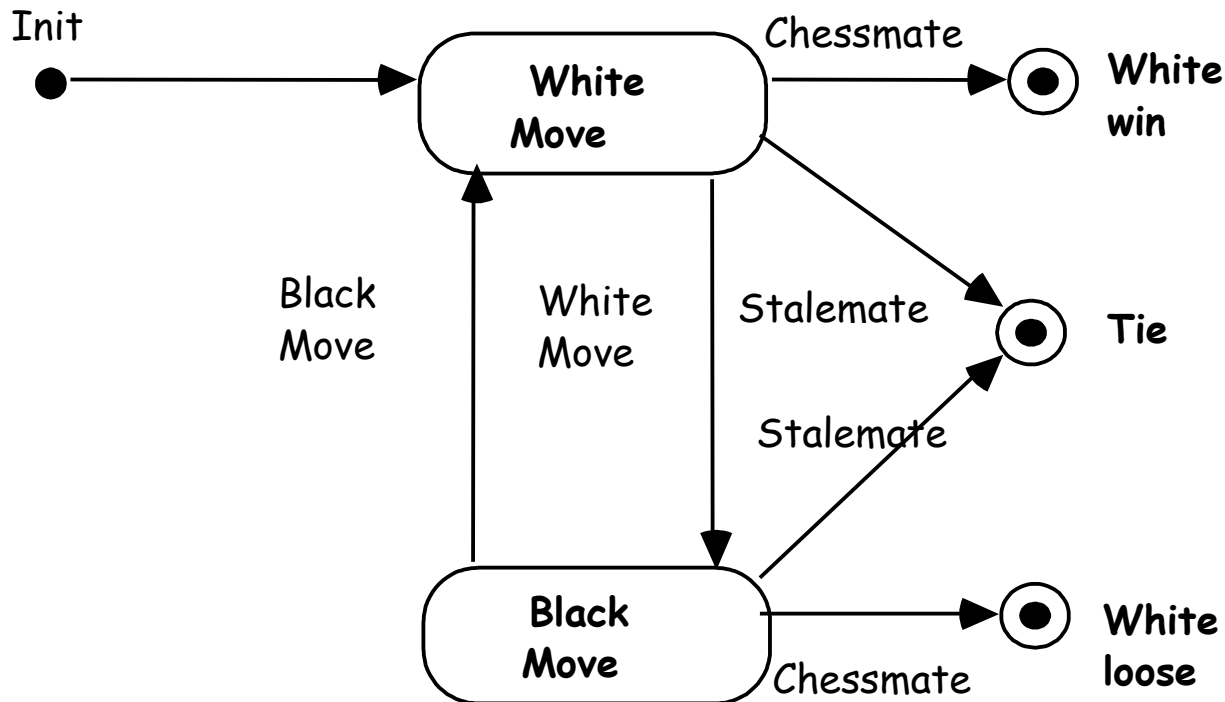 Init
White
Move
Chessmate
White
win
Black
Move
White
Move
Stalemate
Tie
Stalemate
Black
Move
Chessmate
White
loose